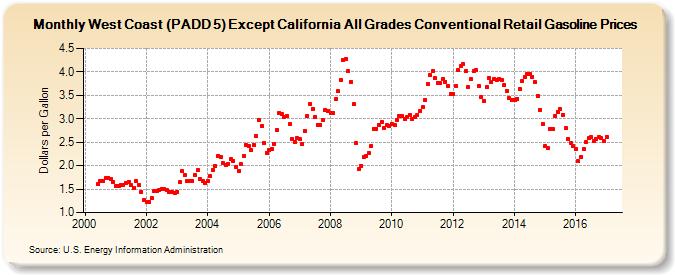 Monthly West Coast (PADD 5) Except California All Grades Conventional Retail Gasoline Prices
Dollars per Gallon
4.5
4.0
3.5
3.0
2.5
2.0
1.5
1.0
2000 2002 2004 2006 2008 2010 2012 2014 2016
Source: U.S. Energy Information Administration